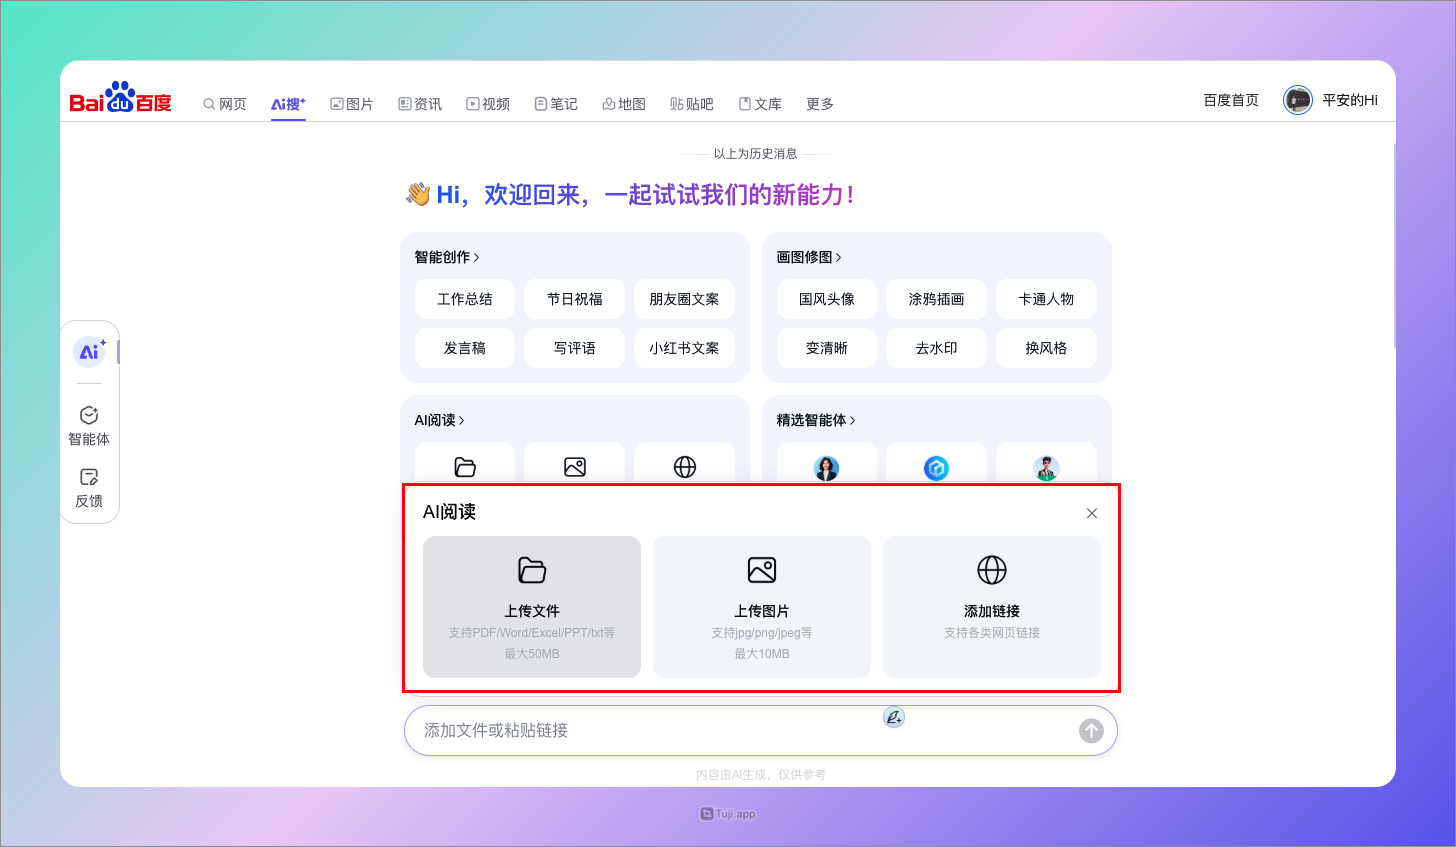 Bai du 百度
网页
Ai搜+
图片
资讯
视频
笔记
地图
贴吧
文库
更多
百度首页
平安的Hi
以上为历史消息
👋 Hi，欢迎回来，一起试试我们的新能力！
智能创作 >
工作总结
节日祝福
朋友圈文案
发言稿
写评语
小红书文案
画图修图 >
国风头像
涂鸦插画
卡通人物
变清晰
去水印
换风格
Ai+
智能体
反馈
AI阅读 >
精选智能体 >
AI阅读
上传文件
支持PDF/Word/Excel/PPT/txt等
最大50MB
上传图片
支持jpg/png/jpeg等
最大10MB
添加链接
支持各类网页链接
添加文件或粘贴链接
内容由AI生成，仅供参考
Tuji.app